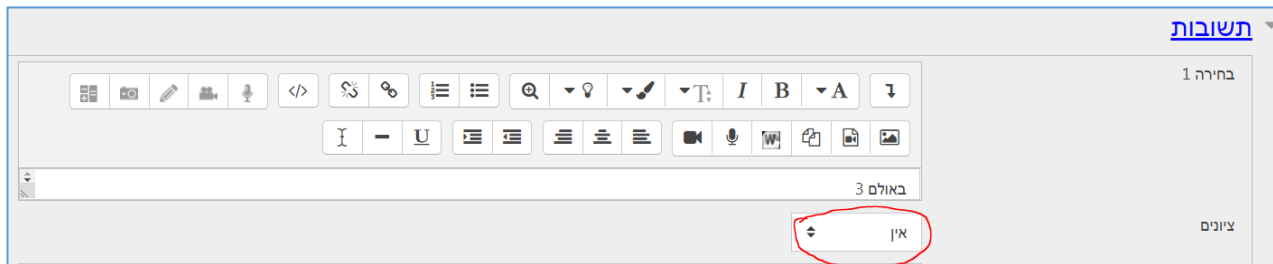 תשובות
בחירה 1
באולם 3
ציונים
אין